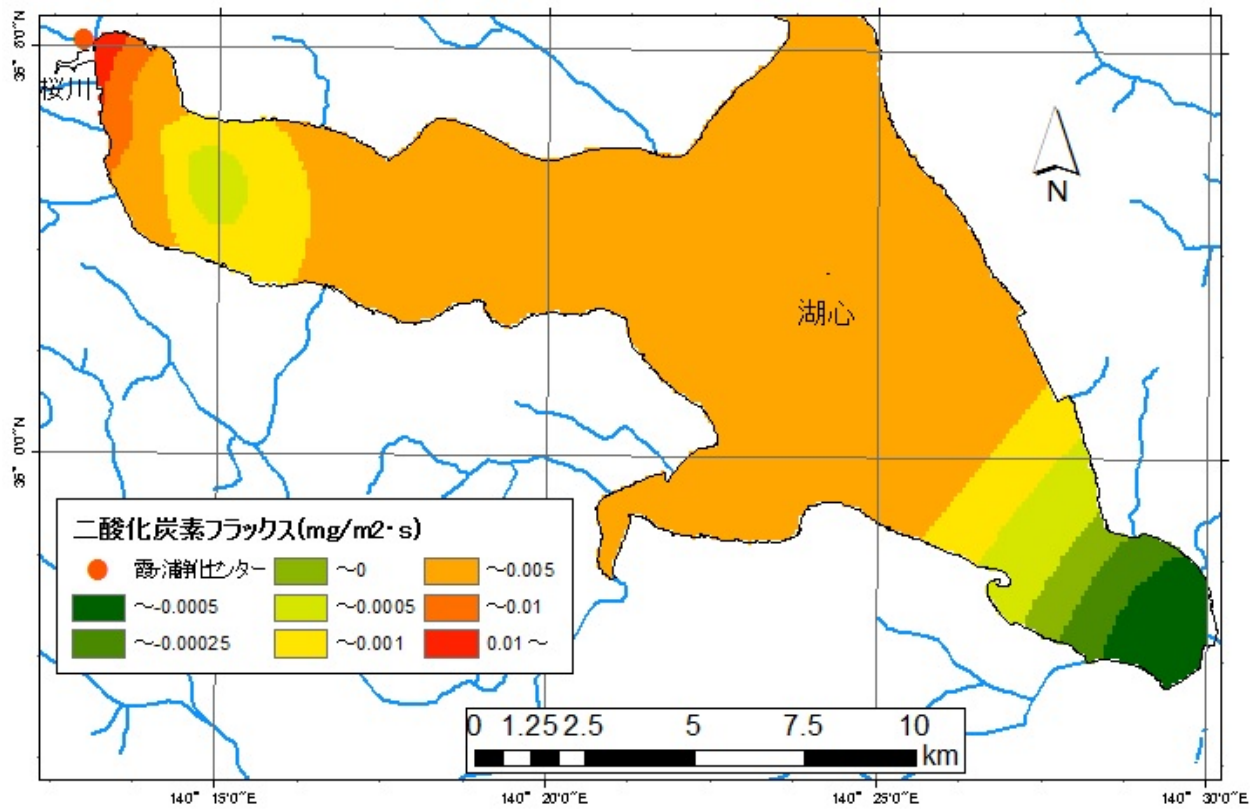 36° 5'0"N
桜川
N
湖心
36° 0'0"N
二酸化炭素フラックス(mg/m2・s)
霞ヶ浦環境センター ～0 ～0.005
～-0.0005 ～0.0005 ～0.01
～-0.00025 ～0.001 0.01～
0 1.25 2.5 5 7.5 10
km
140° 15'0"E 140° 20'0"E 140° 25'0"E 140° 30'0"E